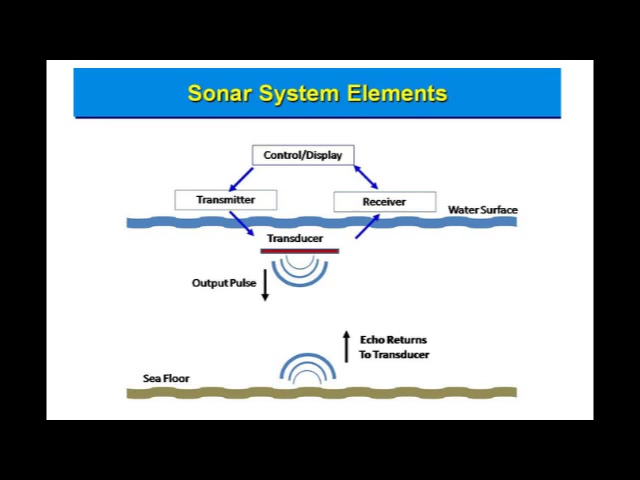 Sonar System Elements
Control/Display
Transmitter
Receiver
Water Surface
Transducer
Output Pulse
Echo Returns
To Transducer
Sea Floor